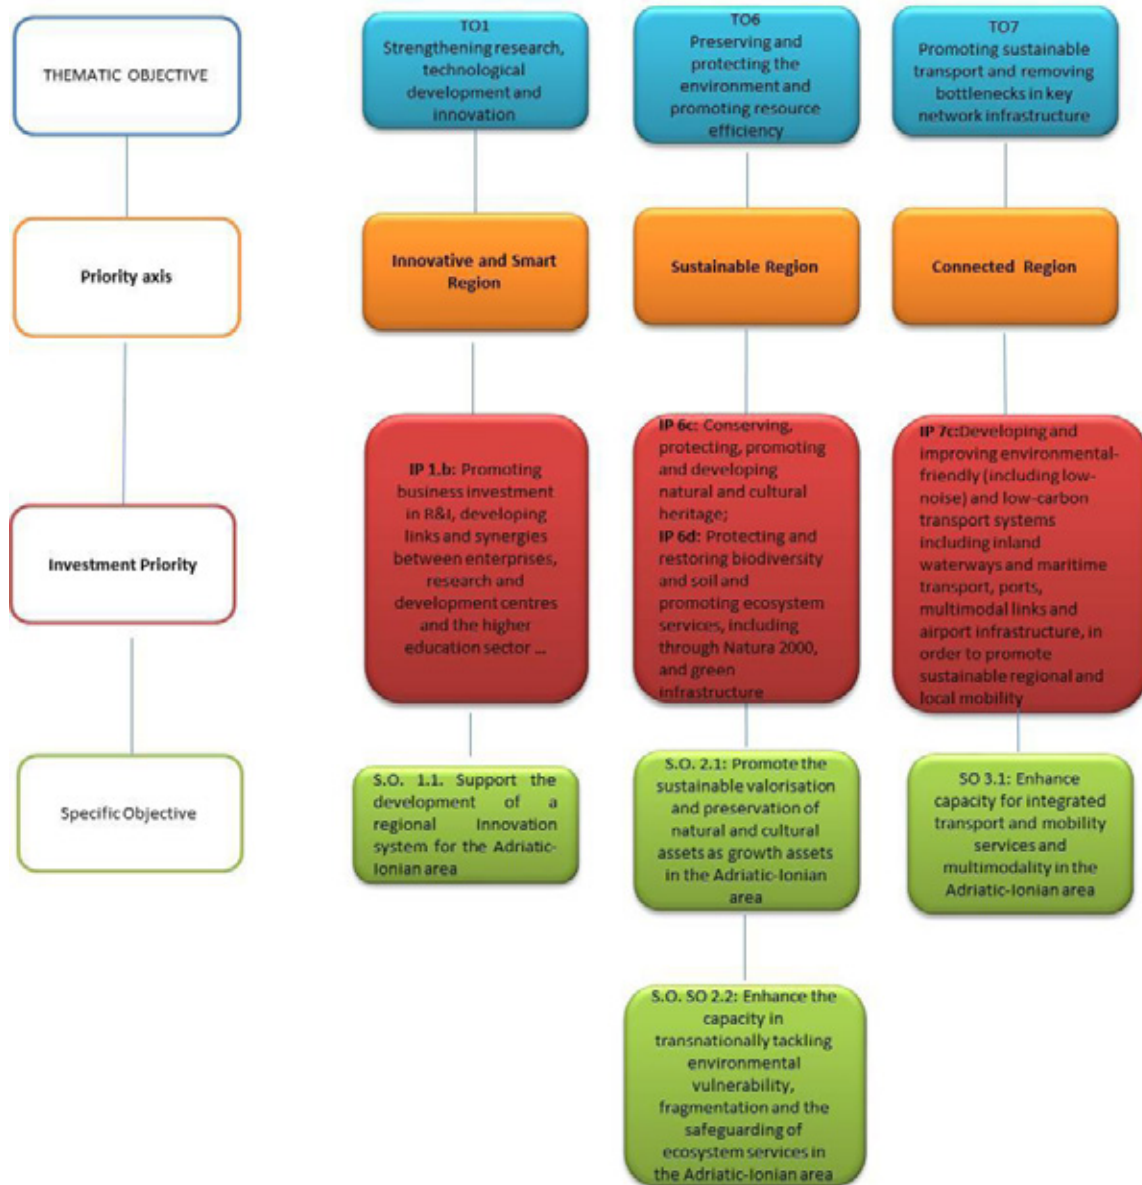 THEMATIC OBJECTIVE
TO1
Strengthening research,
technological
development and
innovation
TO6
Preserving and
protecting the
environment and
promoting resource
efficiency
TO7
Promoting sustainable
transport and removing
bottlenecks in key
network infrastructure
Priority axis
Innovative and Smart
Region
Sustainable Region
Connected Region
Investment Priority
IP 1.b: Promoting
business investment
in R&I, developing
links and synergies
between enterprises,
research and
development centres
and the higher
education sector ...
IP 6c: Conserving,
protecting, promoting
and developing
natural and cultural
heritage;
IP 6d: Protecting and
restoring biodiversity
and soil and
promoting ecosystem
services, including
through Natura 2000,
and green
infrastructure
IP 7c:Developing and
improving environmental-
friendly (including low-
noise) and low-carbon
transport systems
including inland
waterways and maritime
transport, ports,
multimodal links and
airport infrastructure, in
order to promote
sustainable regional and
local mobility
Specific Objective
S.O. 1.1. Support the
development of a
regional innovation
system for the Adriatic-
Ionian area
S.O. 2.1: Promote the
sustainable valorisation
and preservation of
natural and cultural
assets as growth assets
in the Adriatic-Ionian
area
SO 3.1: Enhance
capacity for integrated
transport and mobility
services and
multimodality in the
Adriatic-Ionian area
S.O. SO 2.2: Enhance the
capacity in
transnationally tackling
environmental
vulnerability,
fragmentation and the
safeguarding of
ecosystem services in
the Adriatic-Ionian area